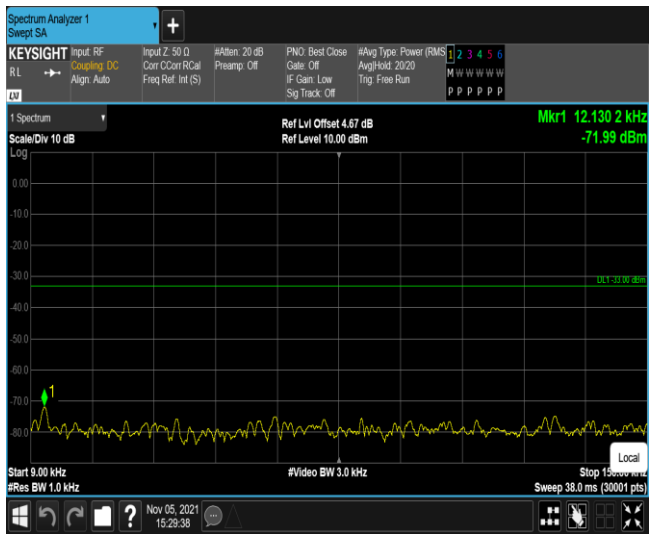 Spectrum Analyzer 1
Swept SA
+
KEYSIGHT
RL
LXI
Input: RF
Coupling: DC
Align: Auto
Input Z: 50 Ω
Corr CCorr RCal
Freq Ref: Int (S)
#Atten: 20 dB
Preamp: Off
PNO: Best Close
Gate: Off
IF Gain: Low
Sig Track: Off
#Avg Type: Power (RMS
Avg|Hold: 20/20
Trig: Free Run
1 2 3 4 5 6
M W W W W W
P P P P P P
1 Spectrum
Scale/Div 10 dB
Log
Ref Lvl Offset 4.67 dB
Ref Level 10.00 dBm
Mkr1 12.130 2 kHz
-71.99 dBm
0.00
-10.0
-20.0
-30.0
DL1 -33.00 dBm
-40.0
-50.0
-60.0
-70.0
1
-80.0
Start 9.00 kHz
#Res BW 1.0 kHz
#Video BW 3.0 kHz
Local
Stop
Sweep 38.0 ms (30001 pts)
?
Nov 05, 2021
15:29:38